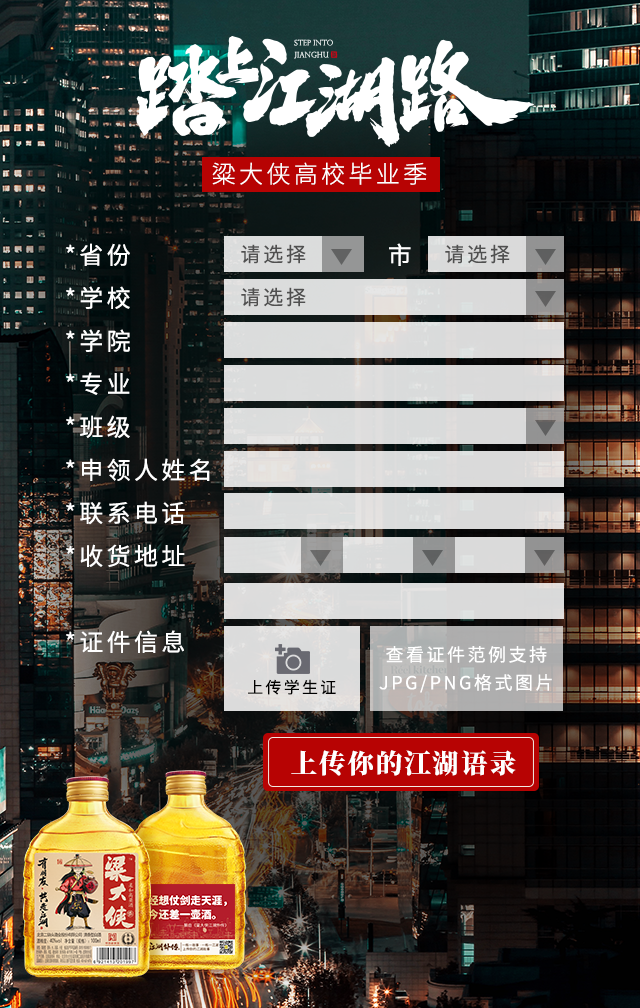 踏上江湖路
STEP INTO
JIANGHU
梁大侠高校毕业季
*省份 请选择 市 请选择
*学校 请选择
*学院
*专业
*班级
*申领人姓名
*联系电话
*收货地址
*证件信息
上传学生证
查看证件范例支持
JPG/PNG格式图片
上传你的江湖语录
梁大侠
经想仗剑走天涯，
今还差一壶酒。